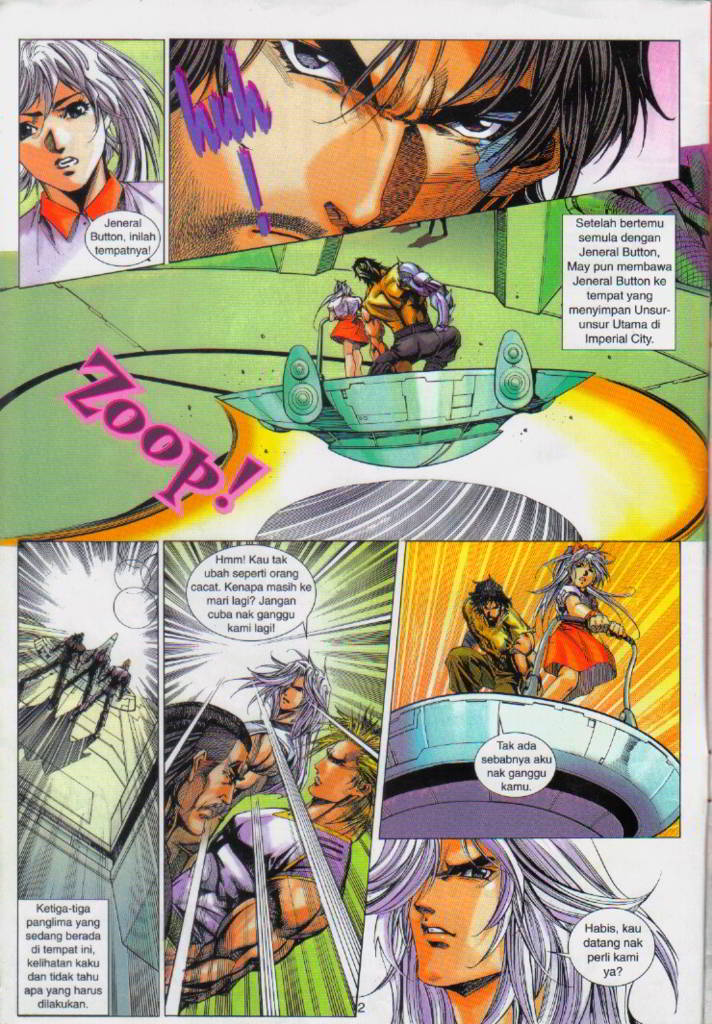 Jeneral
Button, inilah
tempatnya!
huh
!
Setelah bertemu
semula dengan
Jeneral Button,
May pun membawa
Jeneral Button ke
tempat yang
menyimpan Unsur-
unsur Utama di
Imperial City.
Zoop!
Ketiga-tiga
panglima yang
sedang berada
di tempat ini,
kelihatan kaku
dan tidak tahu
apa yang harus
dilakukan.
Hmm! Kau tak
ubah seperti orang
cacat. Kenapa masih ke
mari lagi? Jangan
cuba nak ganggu
kami lagi!
Tak ada
sebabnya aku
nak ganggu
kamu.
Habis, kau
datang nak
perli kami
ya?
2